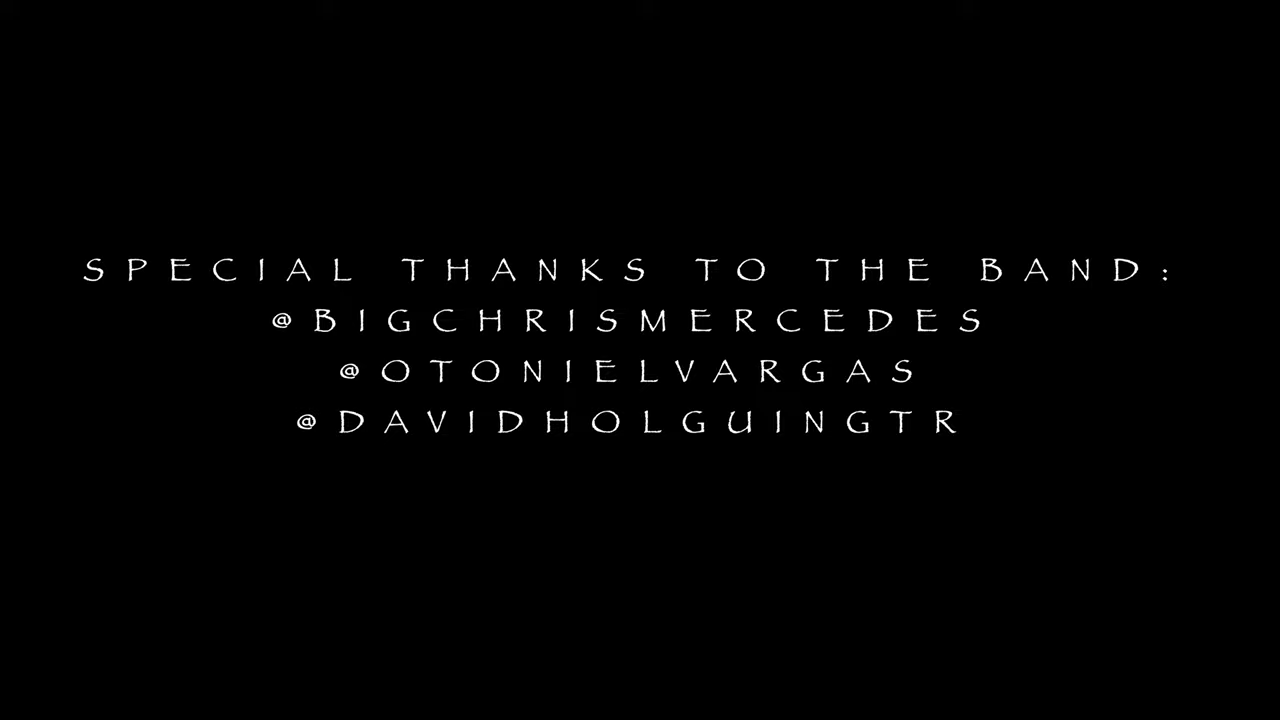 SPECIAL THANKS TO THE BAND:
@BIGCHRISMERCEDES
@OTONIELVARGAS
@DAVIDHOLGUINGTR